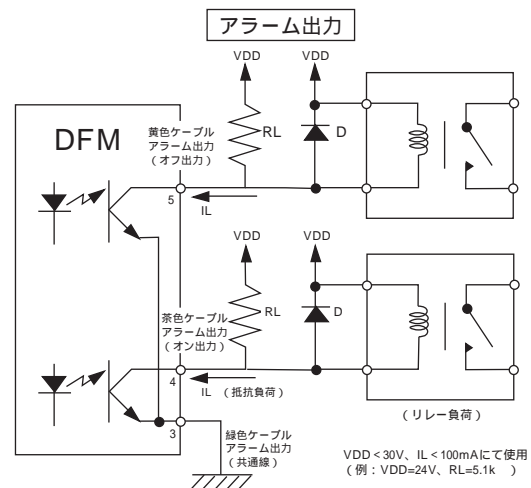 アラーム出力
VDD
VDD
DFM
黄色ケーブル
アラーム出力
(オフ出力)
RL
D
5
IL
VDD
VDD
茶色ケーブル
アラーム出力
(オン出力)
RL
D
4
IL
(抵抗負荷)
(リレー負荷)
3
緑色ケーブル
アラーム出力
(共通線)
VDD<30V、IL<100mAにて使用
(例:VDD=24V、RL=5.1k )